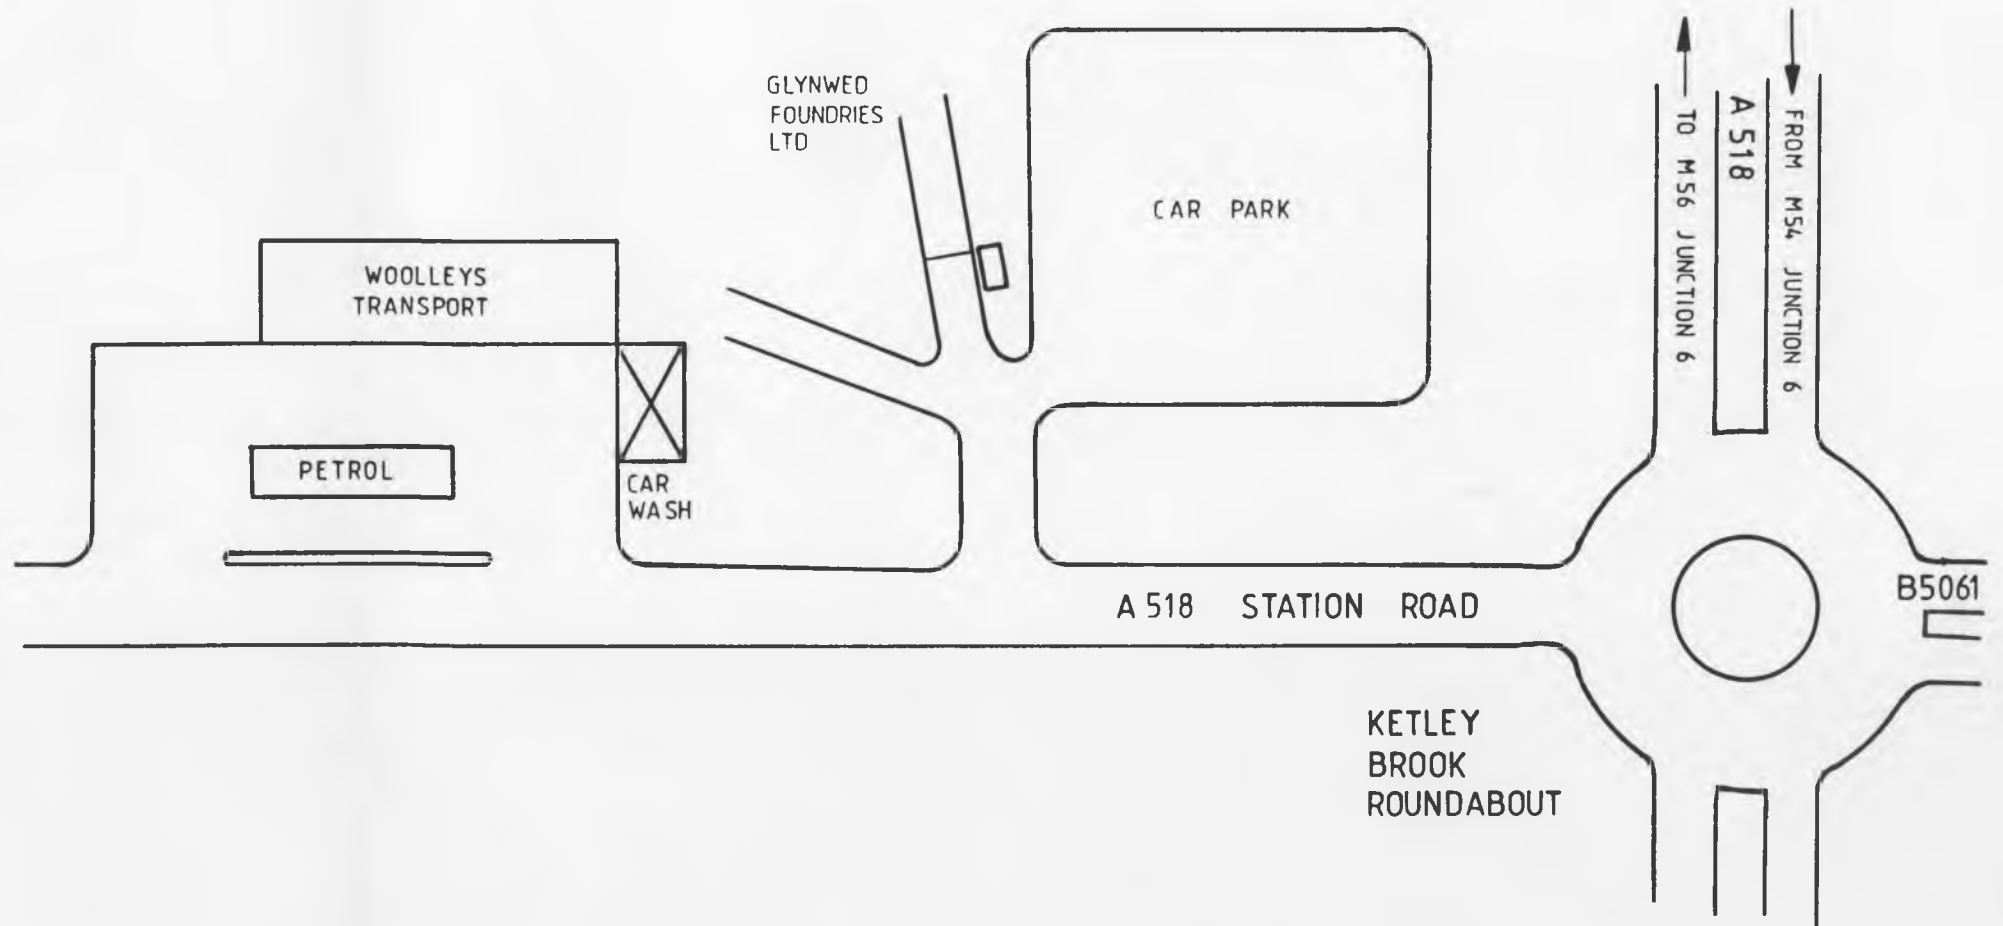 GLYNWED
FOUNDRIES
LTD
CAR PARK
TO M56 JUNCTION 6
A 518
FROM M54 JUNCTION 6
WOOLLEYS
TRANSPORT
PETROL
CAR
WASH
A 518 STATION ROAD
B5061
KETLEY
BROOK
ROUNDABOUT